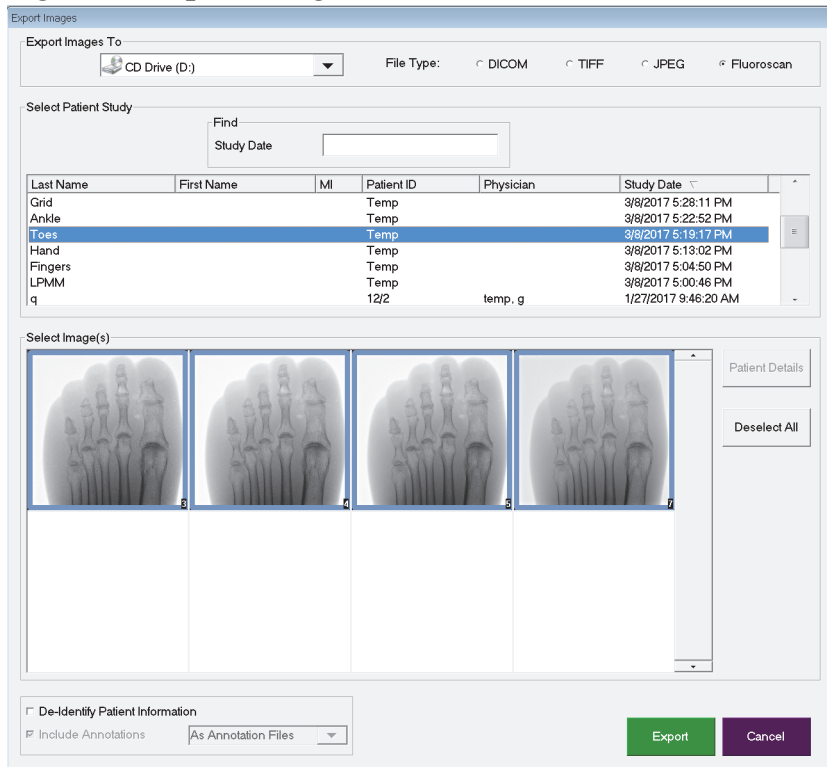 Export Images
Export Images To
CD Drive (D:)
File Type:
DICOM
TIFF
JPEG
Fluoroscan
Select Patient Study
Find
Study Date
Last Name First Name MI Patient ID Physician Study Date
Grid Temp 3/8/2017 5:28:11 PM
Ankle Temp 3/8/2017 5:22:52 PM
Toes Temp 3/8/2017 5:19:17 PM
Hand Temp 3/8/2017 5:13:02 PM
Fingers Temp 3/8/2017 5:04:50 PM
LPMM Temp 3/8/2017 5:00:46 PM
q 12/2 temp, g 1/27/2017 9:46:20 AM
Select Image(s)
3 4 5 7
Patient Details
Deselect All
De-Identify Patient Information
Include Annotations As Annotation Files
Export Cancel